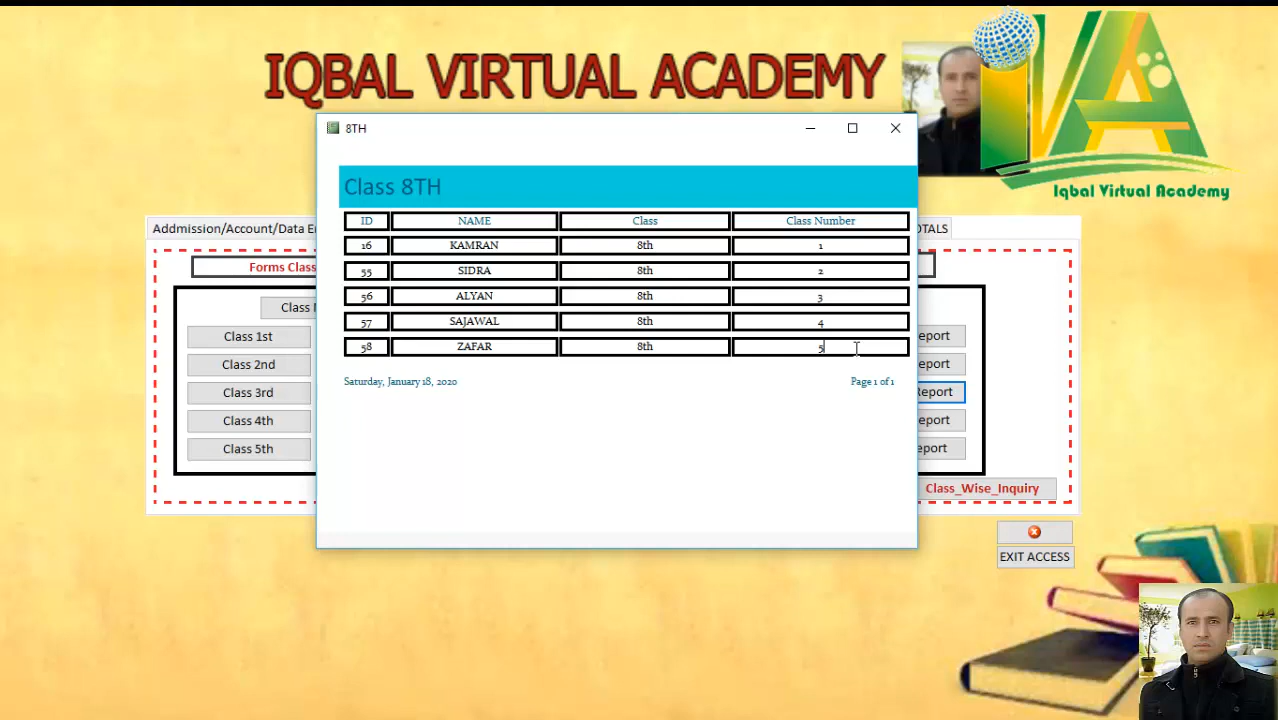 IQBAL VIRTUAL ACADEMY
Iqbal Virtual Academy
8TH
Class 8TH
ID NAME Class Class Number
16 KAMRAN 8th 1
55 SIDRA 8th 2
56 ALYAN 8th 3
57 SAJAWAL 8th 4
58 ZAFAR 8th 5
Saturday, January 18, 2020 Page 1 of 1
Addmission/Account/Data
Forms Class
Class
Class 1st
Class 2nd
Class 3rd
Class 4th
Class 5th
OTALS
eport
eport
Report
eport
eport
Class_Wise_Inquiry
EXIT ACCESS